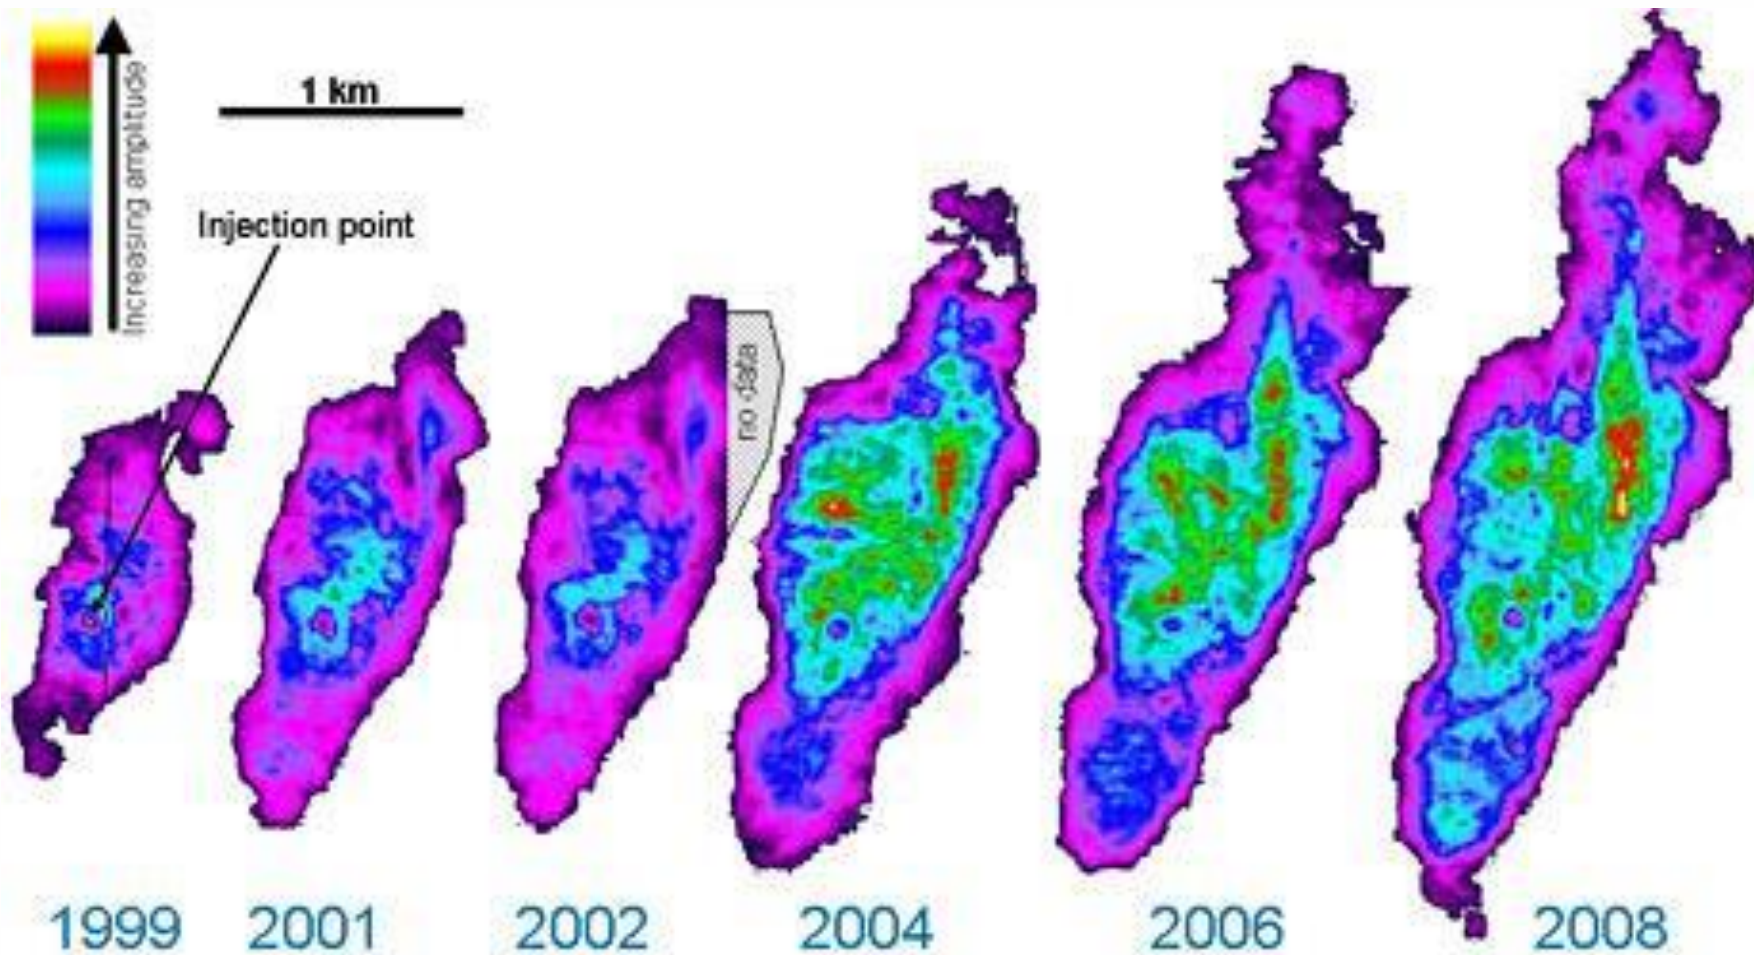 1 km
Increasing amplitude
Injection point
no data
1999
2001
2002
2004
2006
2008